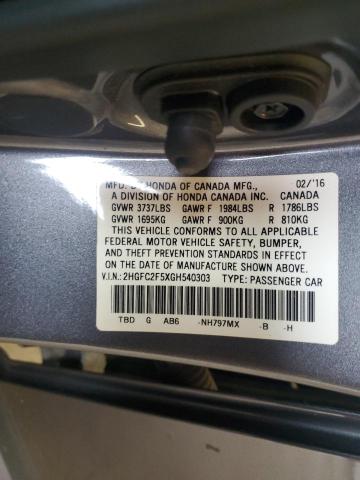 MFD. BY HONDA OF CANADA MFG., 02/'16
A DIVISION OF HONDA CANADA INC. CANADA
GVWR 3737LBS GAWR F 1984LBS R 1786LBS
GVWR 1695KG GAWR F 900KG R 810KG
THIS VEHICLE CONFORMS TO ALL APPLICABLE
FEDERAL MOTOR VEHICLE SAFETY, BUMPER,
AND THEFT PREVENTION STANDARDS IN EFFECT
ON THE DATE OF MANUFACTURE SHOWN ABOVE.
V.I.N.:2HGFC2F5XGH540303 TYPE: PASSENGER CAR
TBD G AB6 -NH797MX -B -H